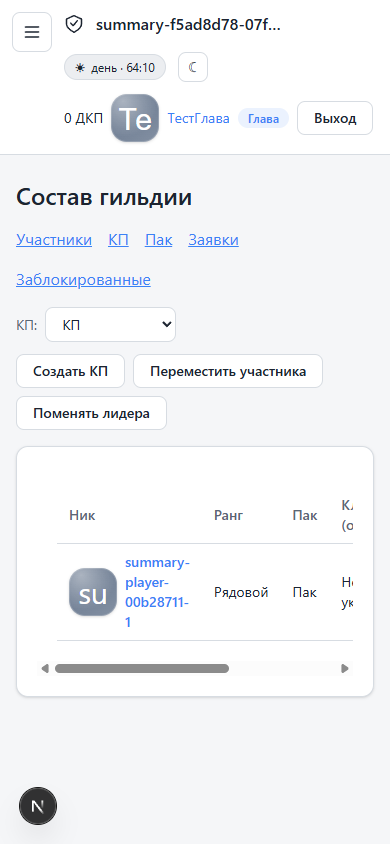 summary-f5ad8d78-07f...
☀ день · 64:10
☾
0 ДКП
Te
ТестГлава
Глава
Выход
Состав гильдии
Участники КП Пак Заявки
Заблокированные
КП: КП
Создать КП Переместить участника
Поменять лидера
Ник Ранг Пак
(о
su
summary-
player-
00b28711-
1
Рядовой Пак
N